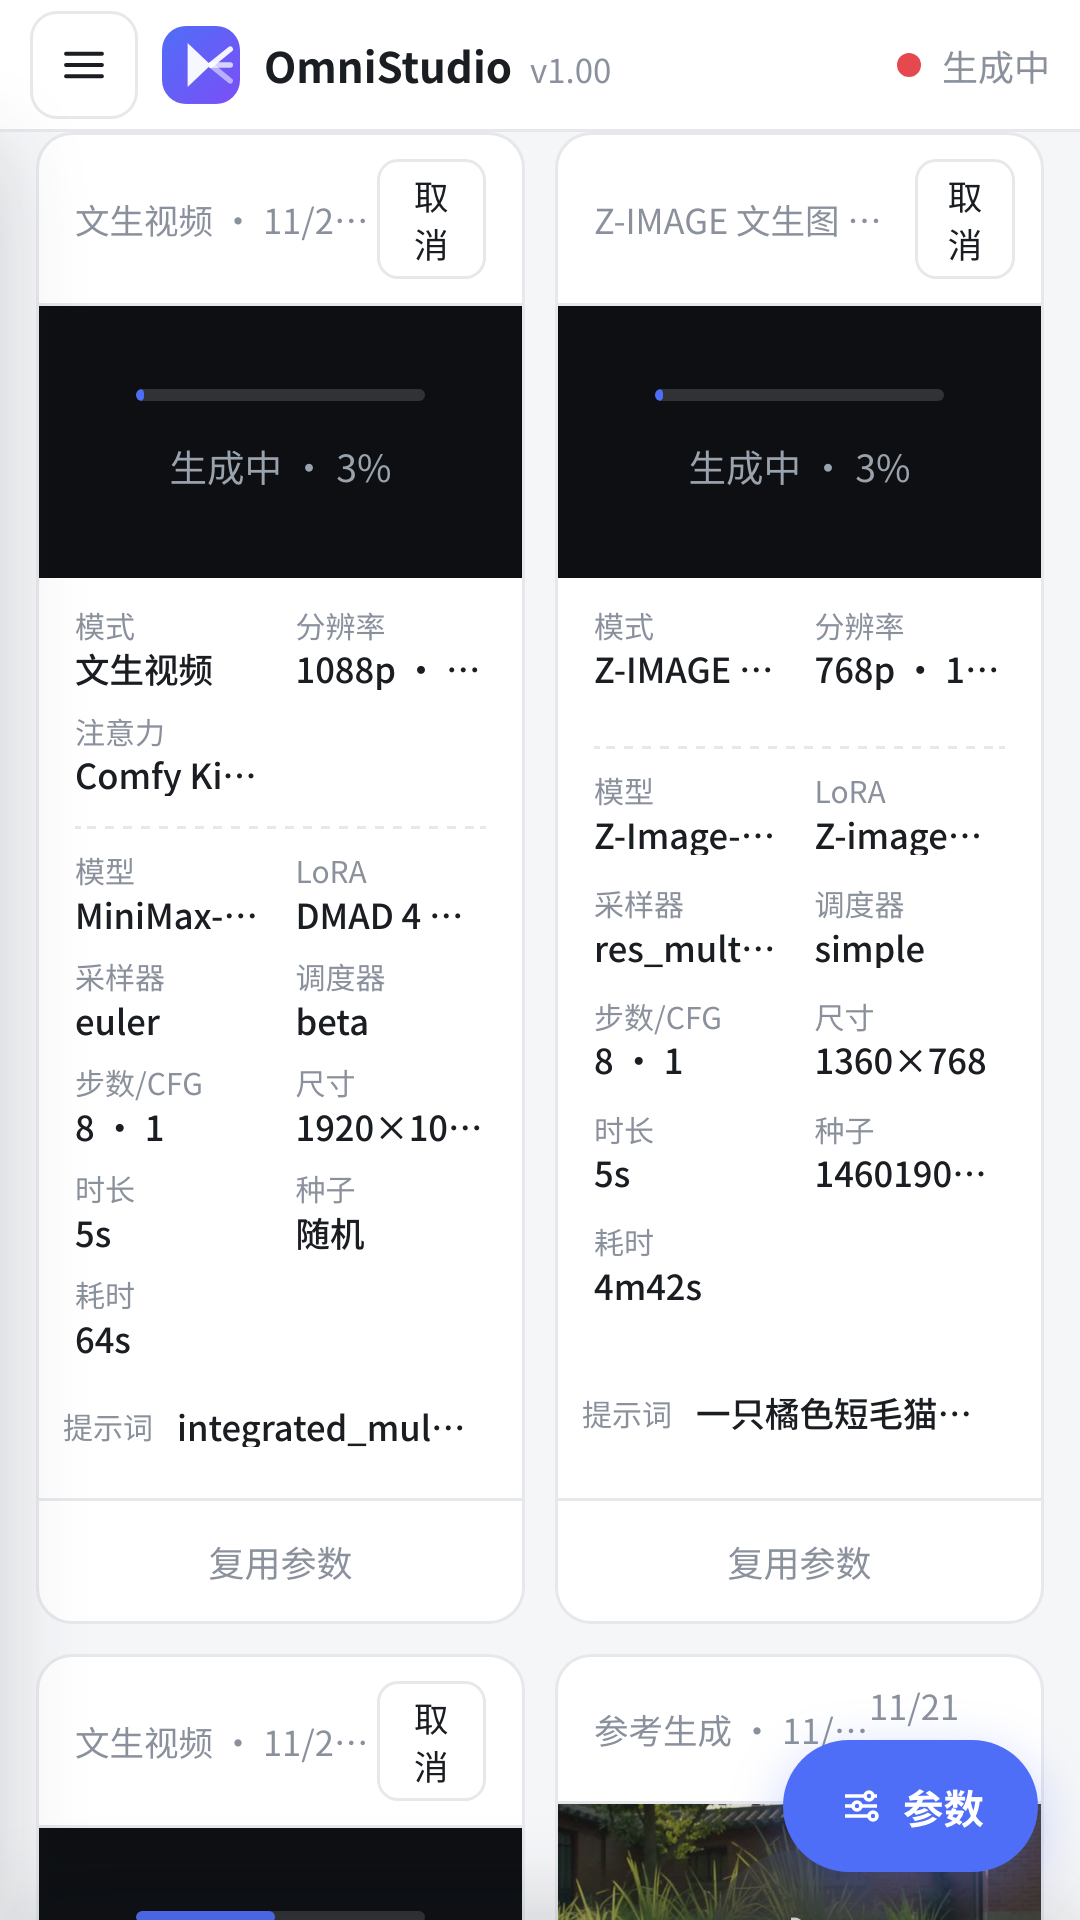 OmniStudio v1.00
生成中
文生视频 • 11/2…
取消
Z-IMAGE 文生图 …
取消
生成中 • 3%
生成中 • 3%
模式
分辨率
文生视频
1088p • …
注意力
Comfy Ki…
模型
LoRA
MiniMax-…
DMAD 4 …
采样器
调度器
euler
beta
步数/CFG
尺寸
8 • 1
1920×10…
时长
种子
5s
随机
耗时
64s
提示词 integrated_mul…
复用参数
模式
分辨率
Z-IMAGE …
768p • 1…
模型
LoRA
Z-Image-…
Z-image…
采样器
调度器
res_mult…
simple
步数/CFG
尺寸
8 • 1
1360×768
时长
种子
5s
1460190…
耗时
4m42s
提示词 一只橘色短毛猫…
复用参数
文生视频 • 11/2…
取消
参考生成 • 11/…
11/21
参数